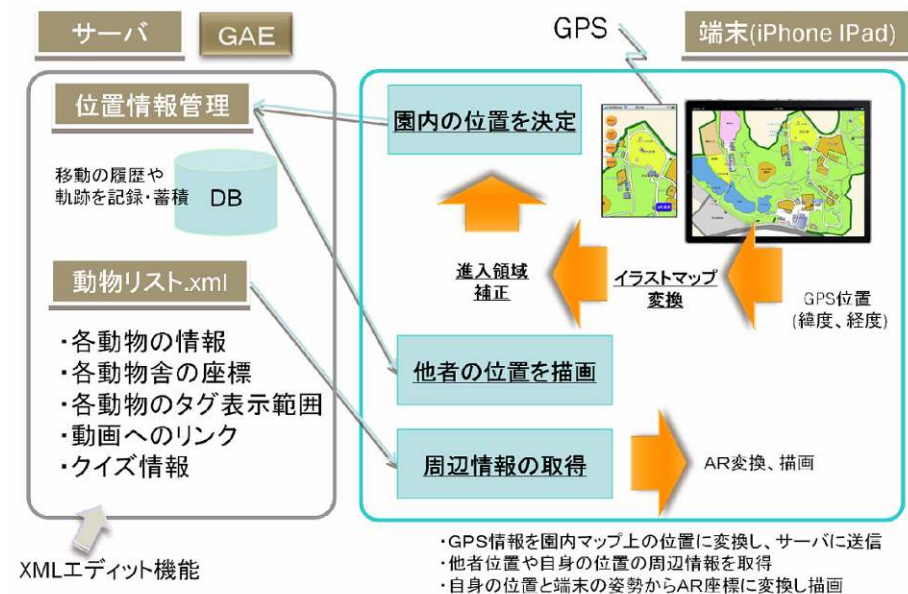 サーバ
GAE
GPS
端末(iPhone IPad)
位置情報管理
移動の履歴や
軌跡を記録・蓄積
DB
動物リスト.xml
・各動物の情報
・各動物舎の座標
・各動物のタグ表示範囲
・動画へのリンク
・クイズ情報
XMLエディット機能
園内の位置を決定
進入領域
補正
イラストマップ
変換
GPS位置
(緯度、経度)
他者の位置を描画
周辺情報の取得
AR変換、描画
・GPS情報を園内マップ上の位置に変換し、サーバに送信
・他者位置や自身の位置の周辺情報を取得
・自身の位置と端末の姿勢からAR座標に変換し描画